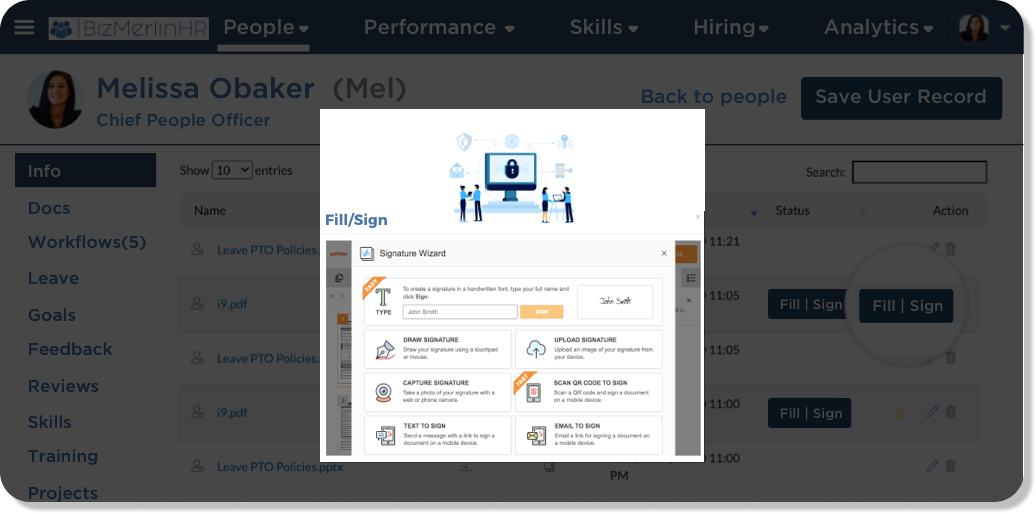 BizMerlinHR
People
Performance
Skills
Hiring
Analytics
Melissa Obaker (Mel)
Chief People Officer
Back to people
Save User Record
Info
Docs
Workflows(5)
Leave
Goals
Feedback
Reviews
Skills
Training
Projects
Show 10 entries
Search:
Name
Status
Action
Leave PTO Policies.
11:21
i9.pdf
11:05
Fill | Sign
Fill | Sign
Leave PTO Policies.
11:05
i9.pdf
11:00
Fill | Sign
Leave PTO Policies.pptx
11:00
PM
Fill/Sign
×
Signature Wizard
×
EASY
TYPE
To create a signature in a handwritten font, type your full name and
click Sign.
John Smith
SIGN
John Smith
DRAW SIGNATURE
Draw your signature using a touchpad
or mouse.
UPLOAD SIGNATURE
Upload an image of your signature from
your device.
CAPTURE SIGNATURE
Take a photo of your signature with a
web or phone camera.
FAST
SCAN QR CODE TO SIGN
Scan a QR code and sign a document
on a mobile device.
TEXT TO SIGN
Send a message with a link to sign a
document on a mobile device.
EMAIL TO SIGN
Email a link for signing a document on
a mobile device.